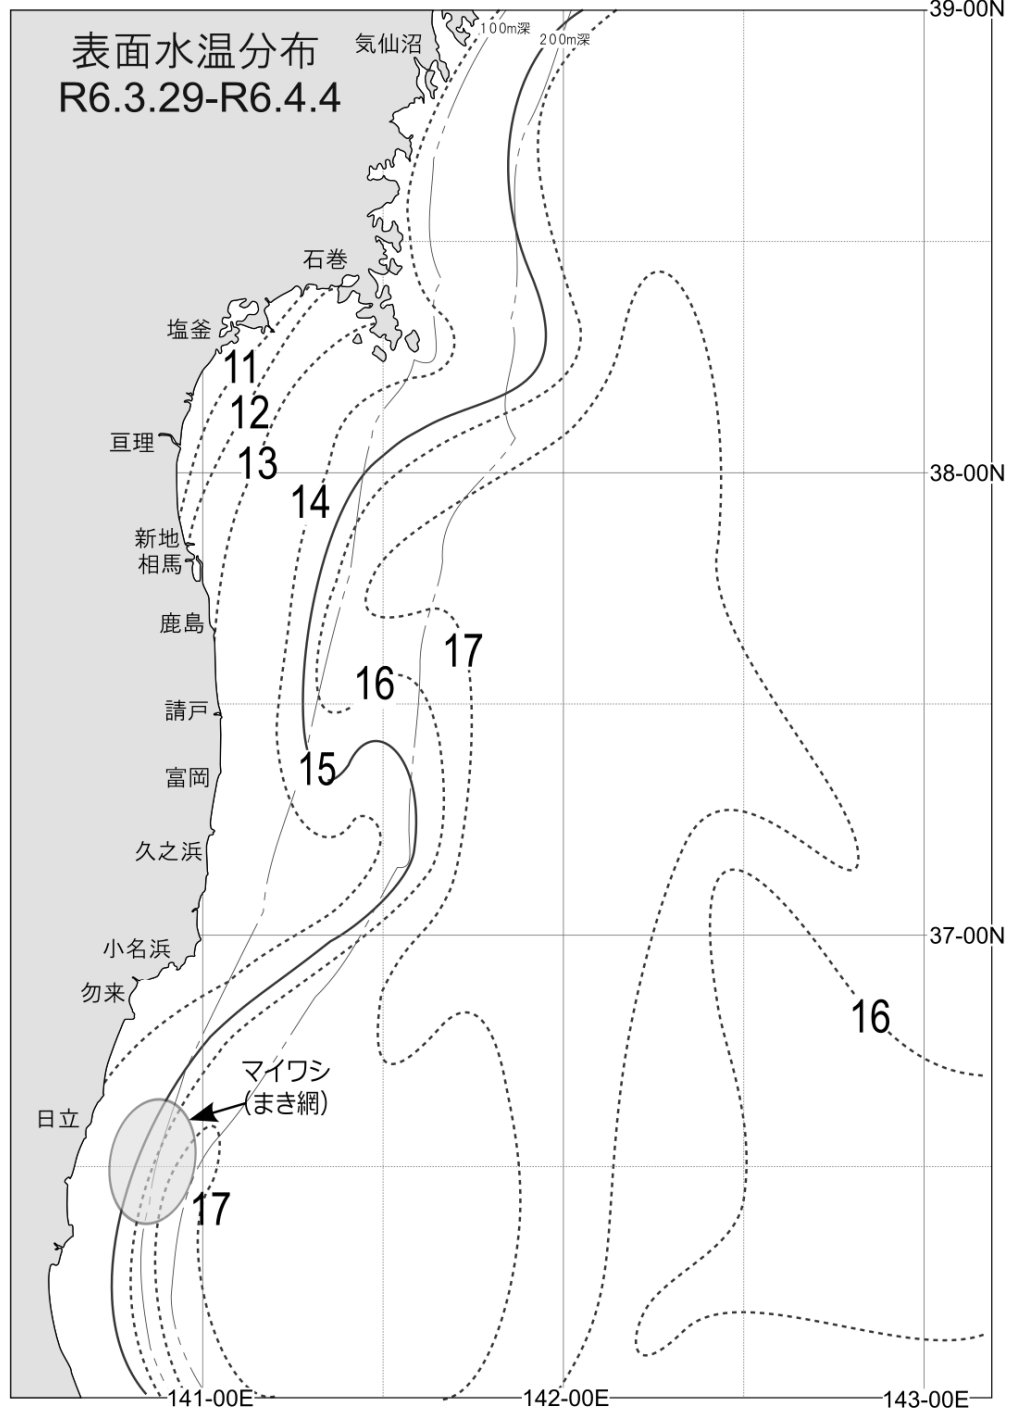 39-00N
100m深
200m深
表面水温分布
気仙沼
R6.3.29-R6.4.4
石巻
塩釜
11
12
亘理
13
38-00N
14
新地
相馬
鹿島
17
16
請戸
15
富岡
久之浜
37-00N
小名浜
勿来
16
マイワシ
(まき網)
日立
17
141-00E
142-00E
143-00E